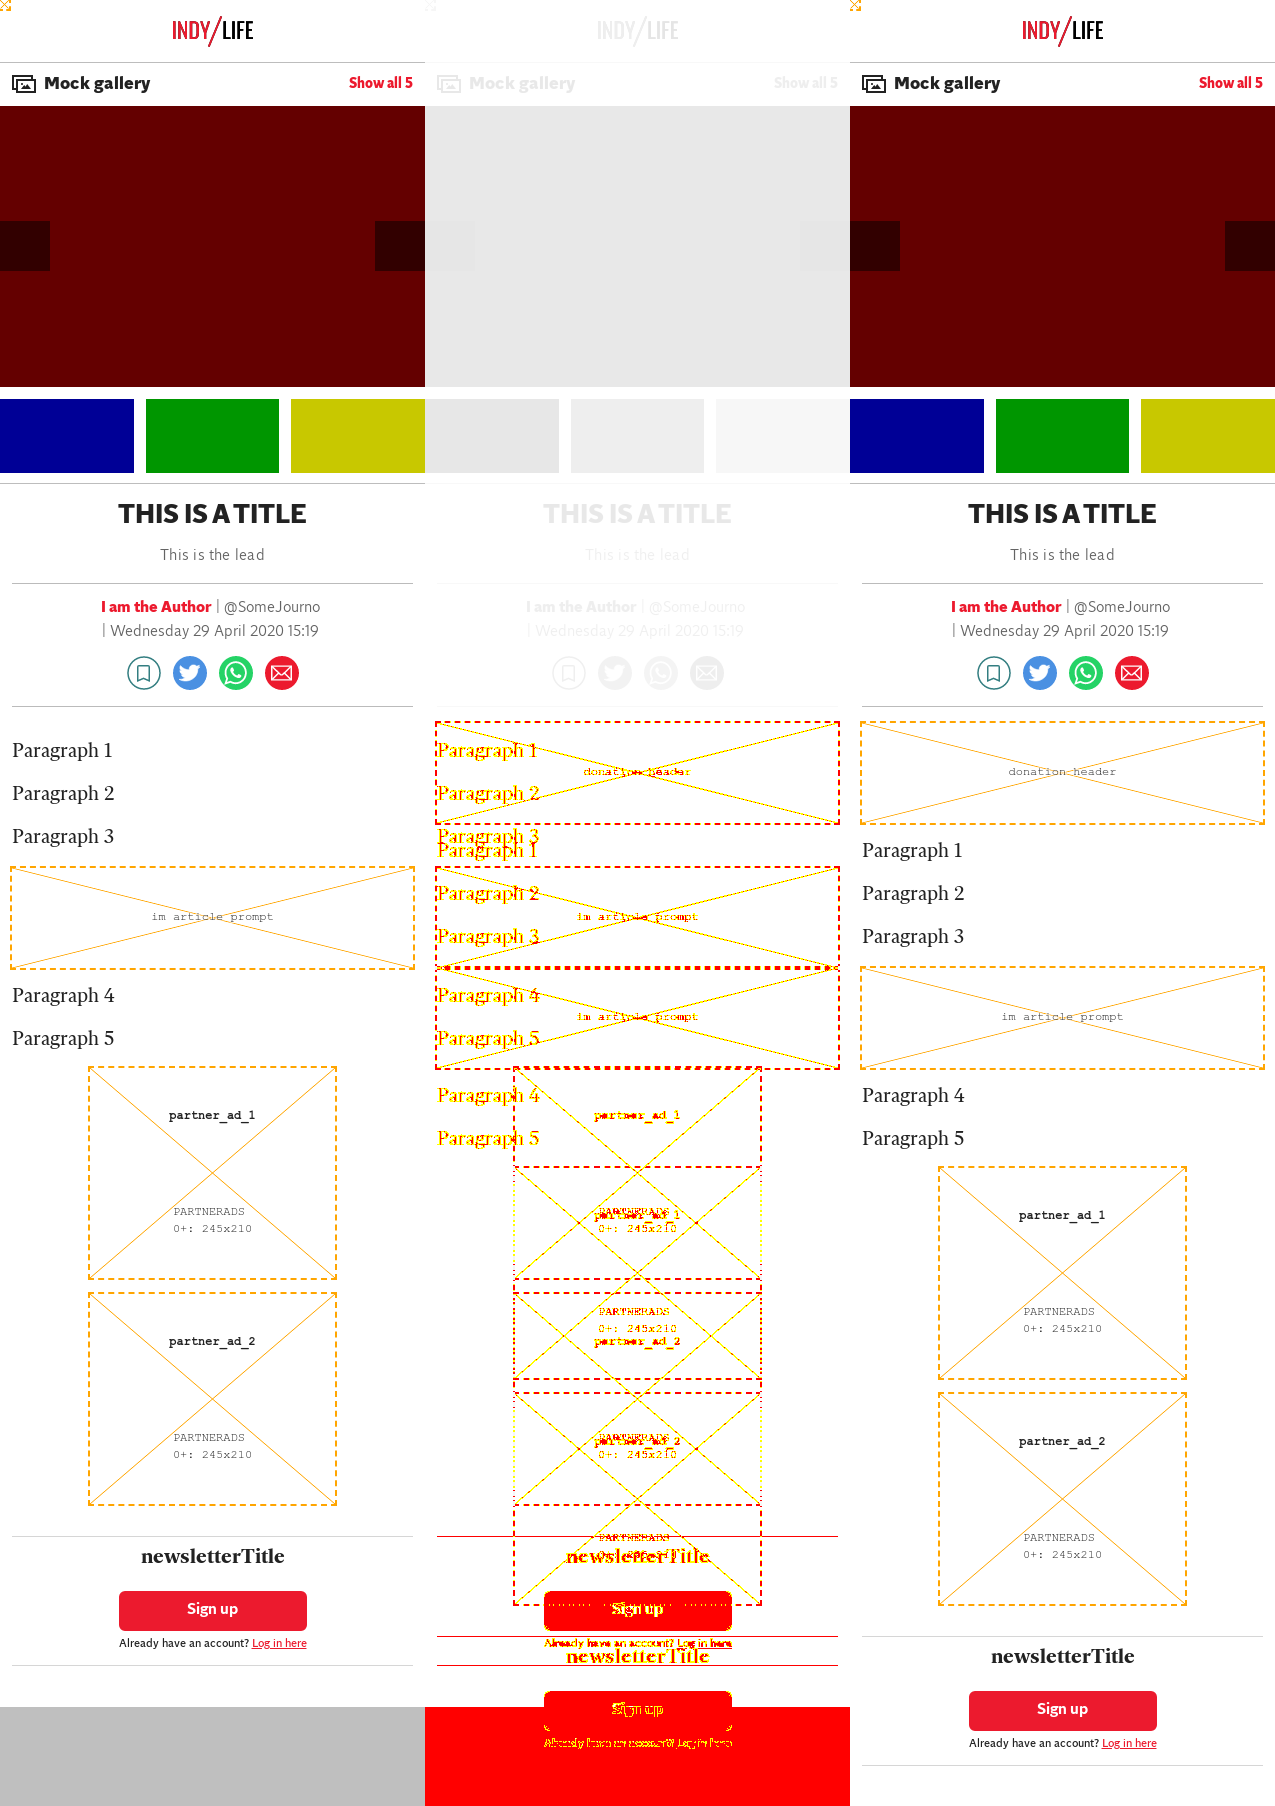 INDY/LIFE
Mock gallery
Show all 5
THIS IS A TITLE
This is the lead
I am the Author | @SomeJourno
| Wednesday 29 April 2020 15:19
Paragraph 1
Paragraph 2
Paragraph 3
im article prompt
Paragraph 4
Paragraph 5
partner_ad_1
PARTNERADS
0+: 245x210
partner_ad_2
PARTNERADS
0+: 245x210
newsletterTitle
Sign up
Already have an account? Log in here
INDY/LIFE
Mock gallery
Show all 5
THIS IS A TITLE
This is the lead
I am the Author | @SomeJourno
| Wednesday 29 April 2020 15:19
Paragraph 1
donation header
Paragraph 2
Paragraph 3
Paragraph 1
Paragraph 2
im article prompt
Paragraph 3
Paragraph 4
im article prompt
Paragraph 5
Paragraph 4
partner_ad_1
Paragraph 5
PARTNERADS
partner_ad_1
0+: 245x210
PARTNERADS
0+: 245x210
partner_ad_2
PARTNERADS
partner_ad_2
0+: 245x210
PARTNERADS
newsletterTitle
Sign up
Already have an account? Log in here
newsletterTitle
Sign up
Already have an account? Log in here
INDY/LIFE
Mock gallery
Show all 5
THIS IS A TITLE
This is the lead
I am the Author | @SomeJourno
| Wednesday 29 April 2020 15:19
donation header
Paragraph 1
Paragraph 2
Paragraph 3
im article prompt
Paragraph 4
Paragraph 5
partner_ad_1
PARTNERADS
0+: 245x210
partner_ad_2
PARTNERADS
0+: 245x210
newsletterTitle
Sign up
Already have an account? Log in here